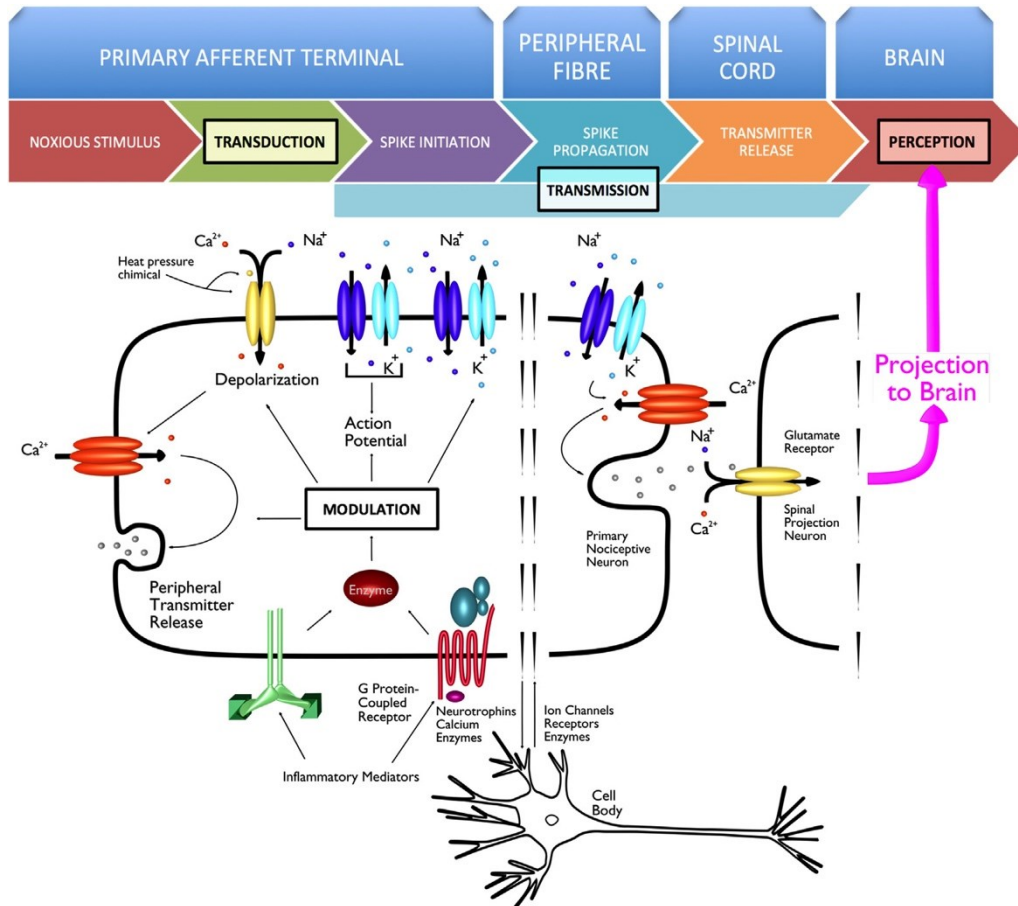 PRIMARY AFFERENT TERMINAL
PERIPHERAL
FIBRE
SPINAL
CORD
BRAIN
NOXIOUS STIMULUS
TRANSDUCTION
SPIKE INITIATION
SPIKE
PROPAGATION
TRANSMITTER
RELEASE
PERCEPTION
TRANSMISSION
Ca²⁺
Na⁺
Na⁺
Na⁺
Na⁺
Heat pressure
chimical
K⁺
K⁺
K⁺
Depolarization
Action
Potential
Ca²⁺
Ca²⁺
Projection
to Brain
Na⁺
Glutamate
Receptor
MODULATION
Ca²⁺
Spinal
Projection
Neuron
Primary
Nociceptive
Neuron
Peripheral
Transmitter
Release
Enzyme
G Protein-
Coupled
Receptor
Neurotrophins
Calcium
Enzymes
Ion Channels
Receptors
Enzymes
Inflammatory Mediators
Cell
Body